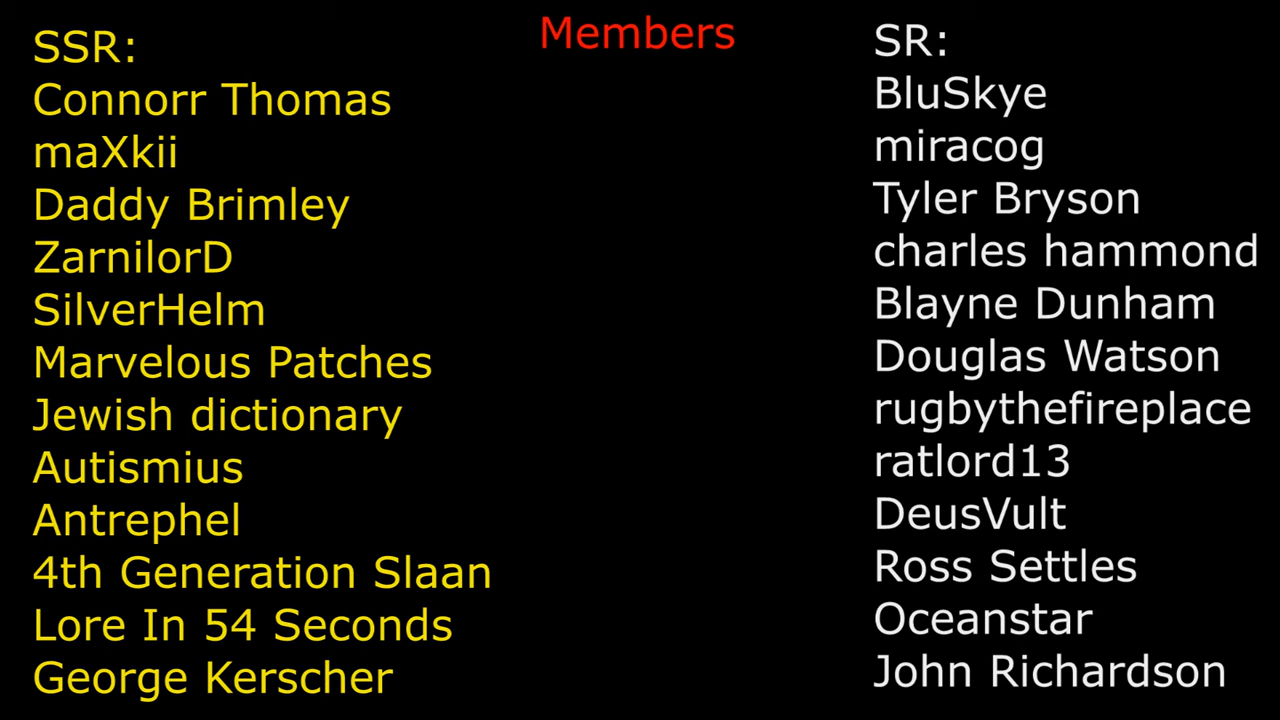 Members
SSR:
Connorr Thomas
maXkii
Daddy Brimley
ZarnilorD
SilverHelm
Marvelous Patches
Jewish dictionary
Autismius
Antrephel
4th Generation Slaan
Lore In 54 Seconds
George Kerscher
SR:
BluSkye
miracog
Tyler Bryson
charles hammond
Blayne Dunham
Douglas Watson
rugbythefireplace
ratlord13
DeusVult
Ross Settles
Oceanstar
John Richardson